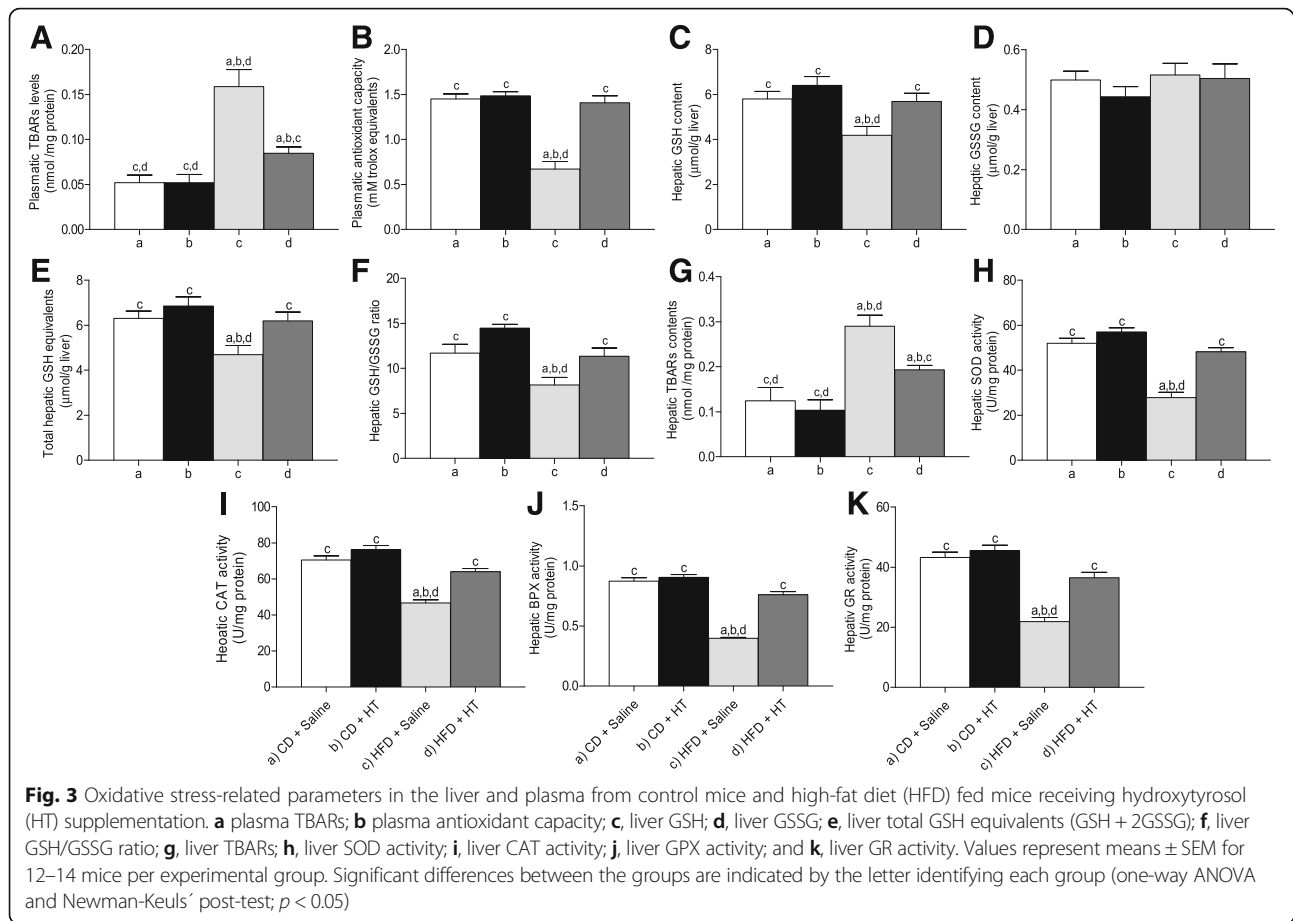 A
Plasmatic TBARs levels
(nmol /mg protein)
0.20
0.15
0.10
0.05
0.00
c,d
c,d
a,b,d
a,b,c
a
b
c
d
B
Plasmatic antioxidant capacity
(mM trolox equivalents)
2.0
1.5
1.0
0.5
0.0
c
c
a,b,d
c
a
b
c
d
C
Hepatic GSH content
(μmol/g liver)
8
6
4
2
0
c
c
a,b,d
c
a
b
c
d
D
Hepqtic GSSG content
(μmol/g liver)
0.6
0.4
0.2
0.0
a
b
c
d
E
Total hepatic GSH equivalents
(μmol/g liver)
8
6
4
2
0
c
c
a,b,d
c
a
b
c
d
F
Hepatic GSH/GSSG ratio
20
15
10
5
0
c
c
a,b,d
c
a
b
c
d
G
Hepatic TBARs contents
(nmol /mg protein)
0.4
0.3
0.2
0.1
0.0
c,d
c,d
a,b,d
a,b,c
a
b
c
d
H
Hepatic SOD activity
(U/mg protein)
80
60
40
20
0
c
c
a,b,d
c
a
b
c
d
I
Heoatic CAT activity
(U/mg protein)
100
80
60
40
20
0
c
c
a,b,d
c
a) CD + Saline
b) CD + HT
c) HFD + Saline
d) HFD + HT
J
Hepatic BPX activity
(U/mg protein)
1.5
1.0
0.5
0.0
c
c
a,b,d
c
a) CD + Saline
b) CD + HT
c) HFD + Saline
d) HFD + HT
K
Hepativ GR activity
(U/mg protein)
60
40
20
0
c
c
a,b,d
c
a) CD + Saline
b) CD + HT
c) HFD + Saline
d) HFD + HT
Fig. 3 Oxidative stress-related parameters in the liver and plasma from control mice and high-fat diet (HFD) fed mice receiving hydroxytyrosol
(HT) supplementation. a plasma TBARs; b plasma antioxidant capacity; c, liver GSH; d, liver GSSG; e, liver total GSH equivalents (GSH + 2GSSG); f, liver
GSH/GSSG ratio; g, liver TBARs; h, liver SOD activity; i, liver CAT activity; j, liver GPX activity; and k, liver GR activity. Values represent means ± SEM for
12–14 mice per experimental group. Significant differences between the groups are indicated by the letter identifying each group (one-way ANOVA
and Newman-Keuls´ post-test; p < 0.05)